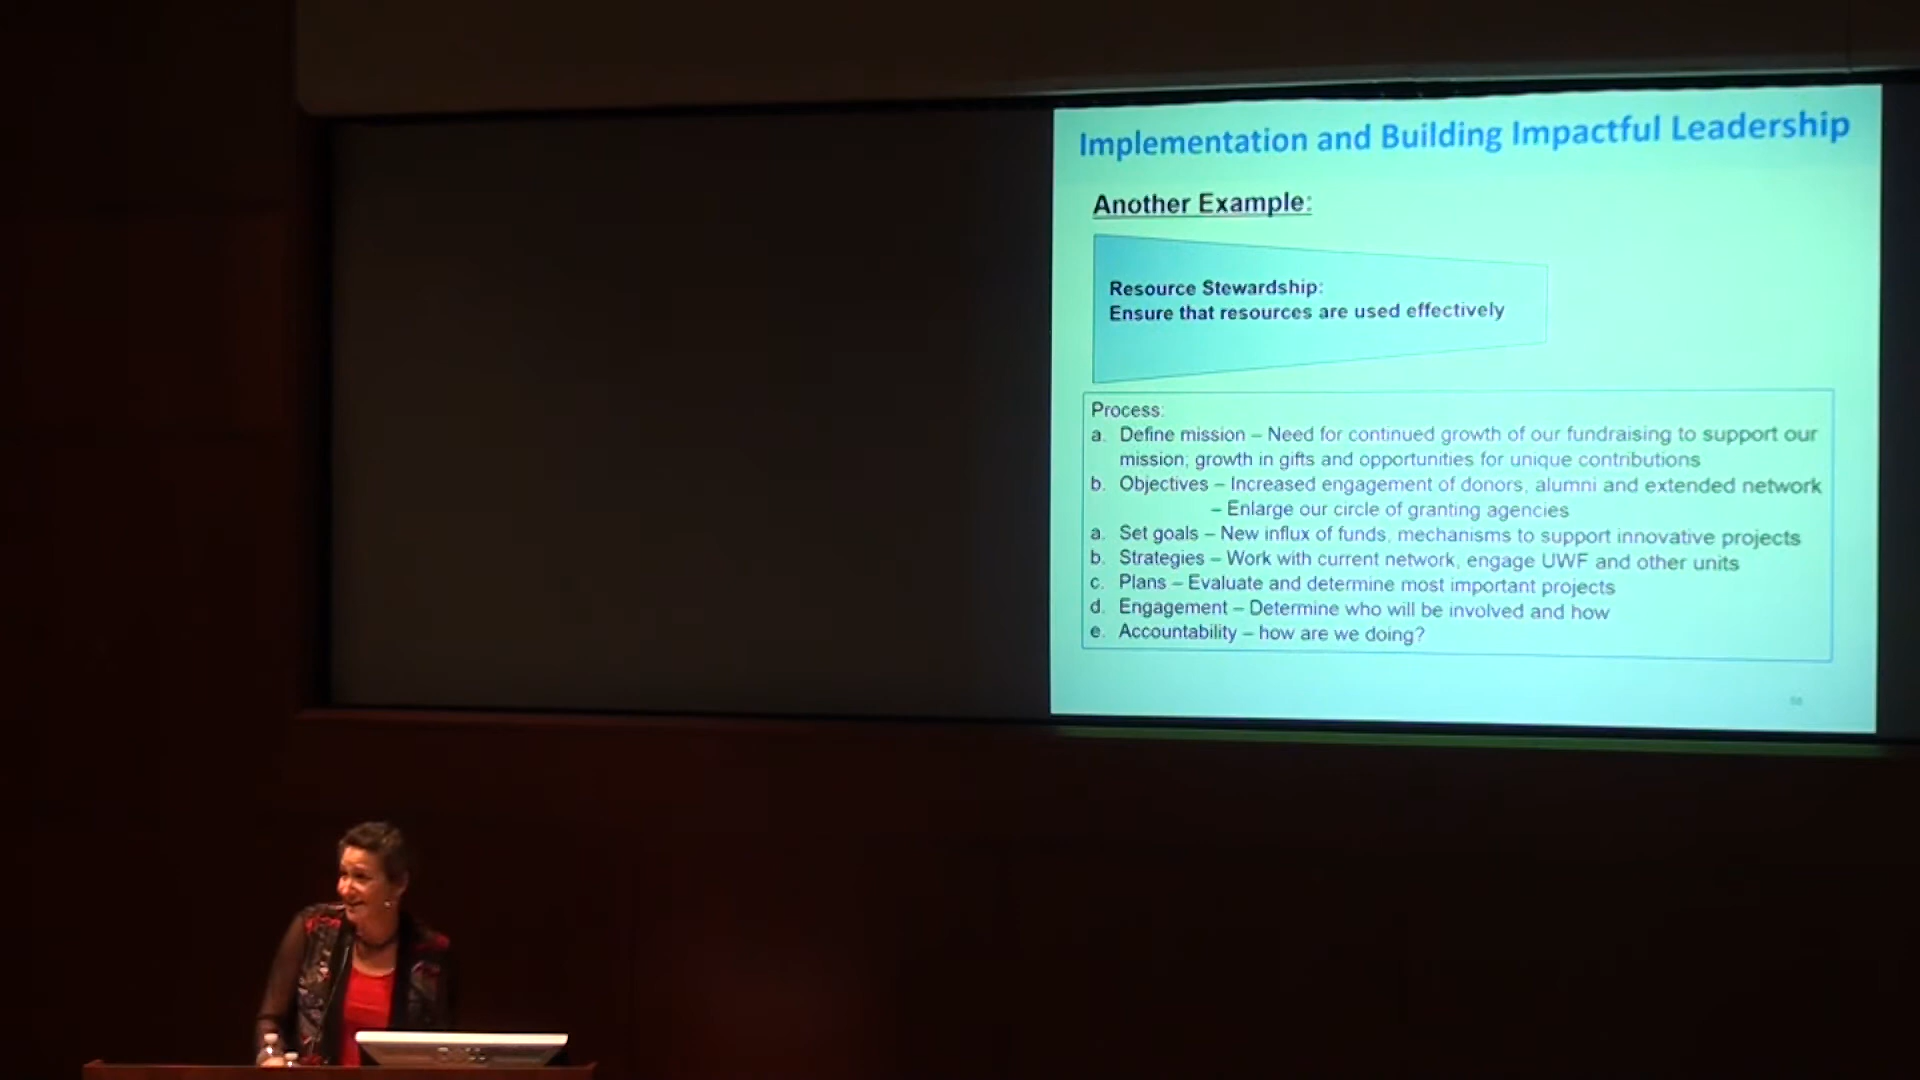 Implementation and Building Impactful Leadership
Another Example:
Resource Stewardship:
Ensure that resources are used effectively
Process:
a. Define mission – Need for continued growth of our fundraising to support our
mission; growth in gifts and opportunities for unique contributions
b. Objectives – Increased engagement of donors, alumni and extended network
– Enlarge our circle of granting agencies
a. Set goals – New influx of funds, mechanisms to support innovative projects
b. Strategies – Work with current network, engage UWF and other units
c. Plans – Evaluate and determine most important projects
d. Engagement – Determine who will be involved and how
e. Accountability – how are we doing?